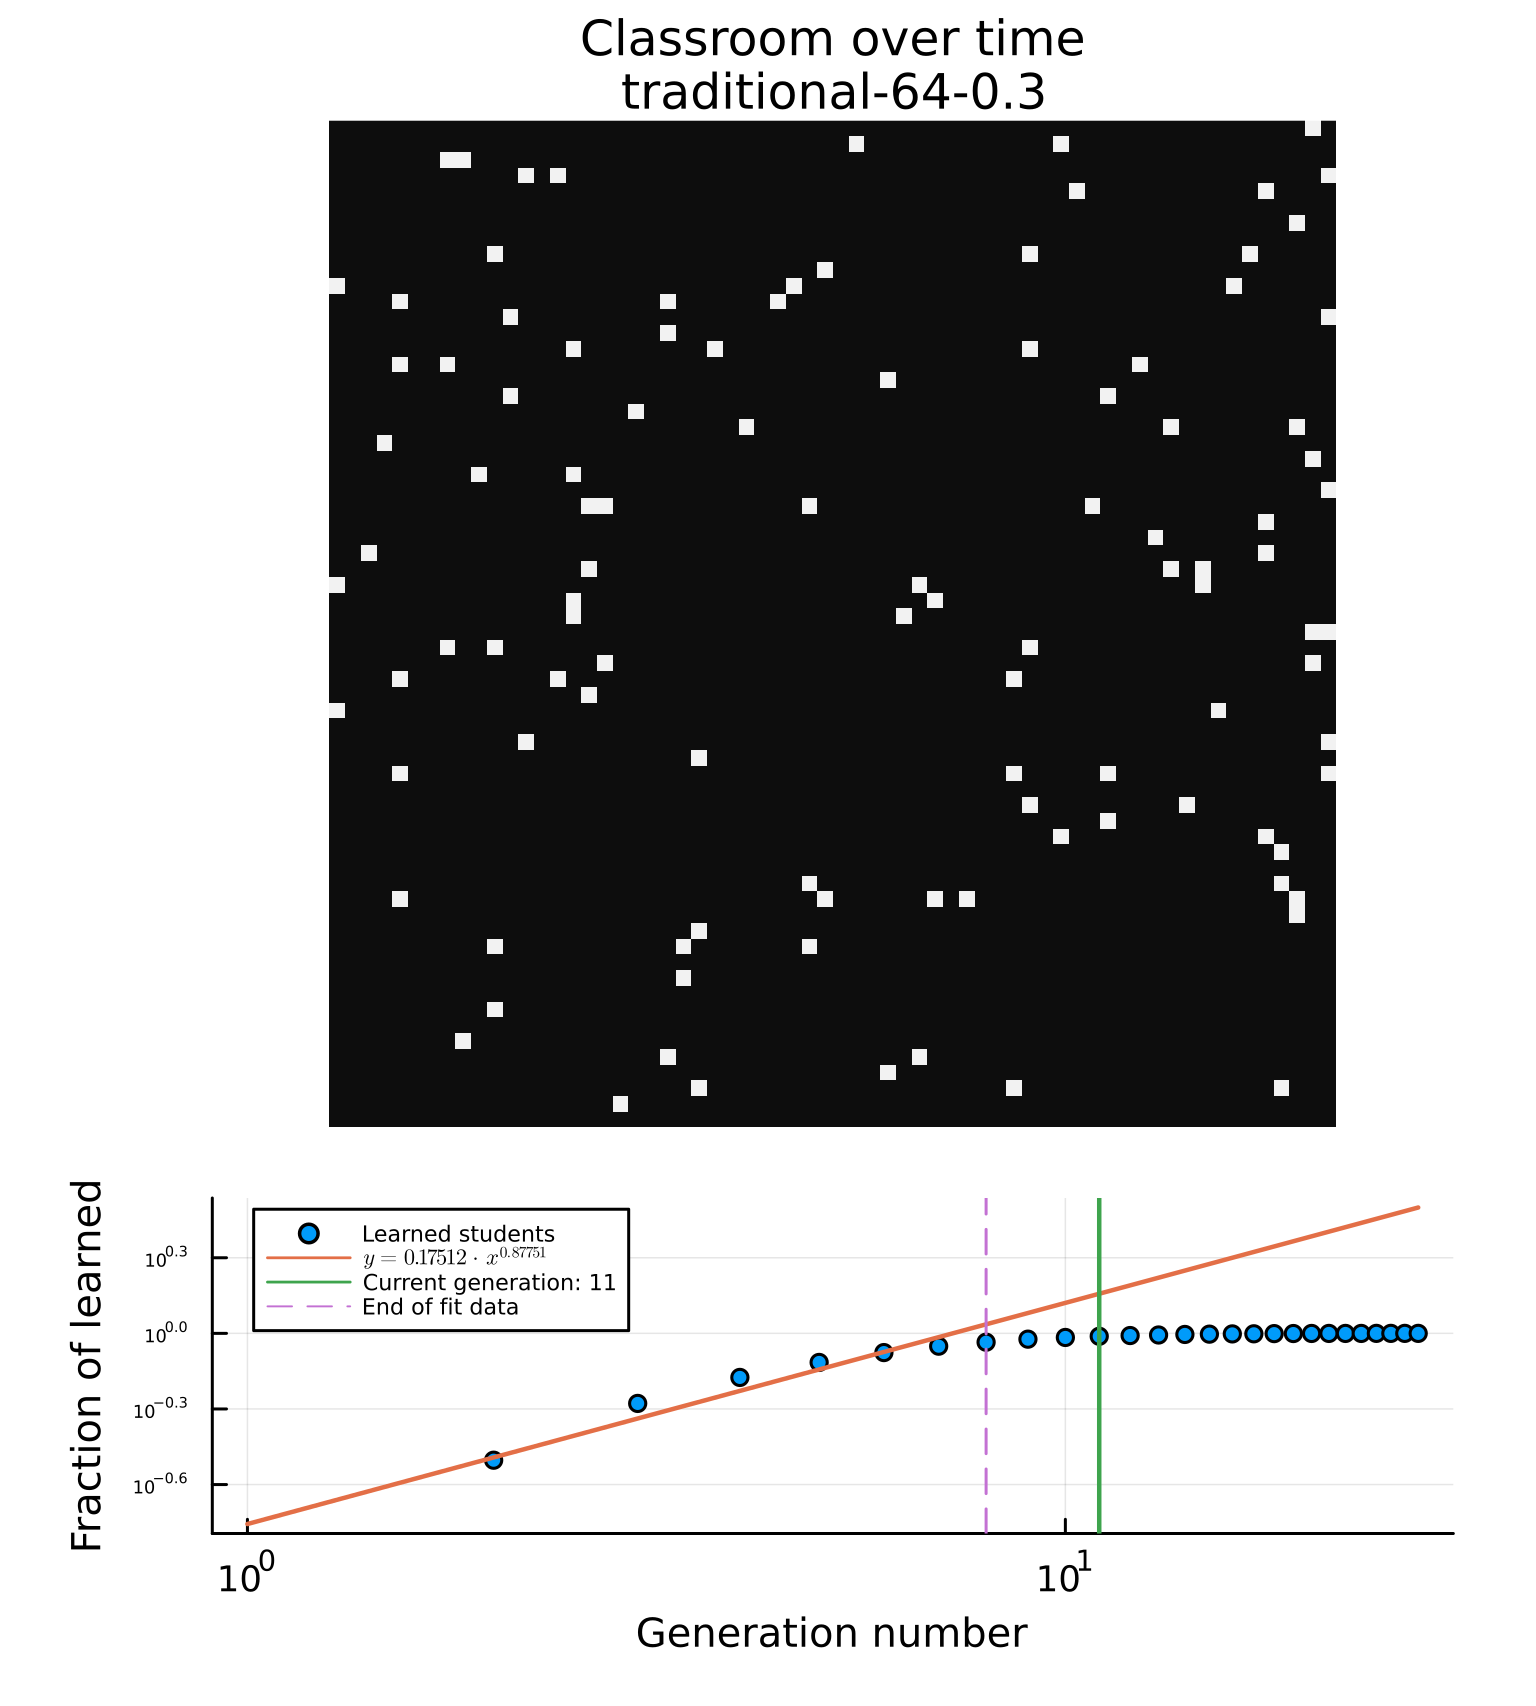 Classroom over time
traditional-64-0.3
Fraction of learned
10^0.3
10^0.0
10^−0.3
10^−0.6
Learned students
y = 0.17512 · x^0.87751
Current generation: 11
End of fit data
10^0
10^1
Generation number